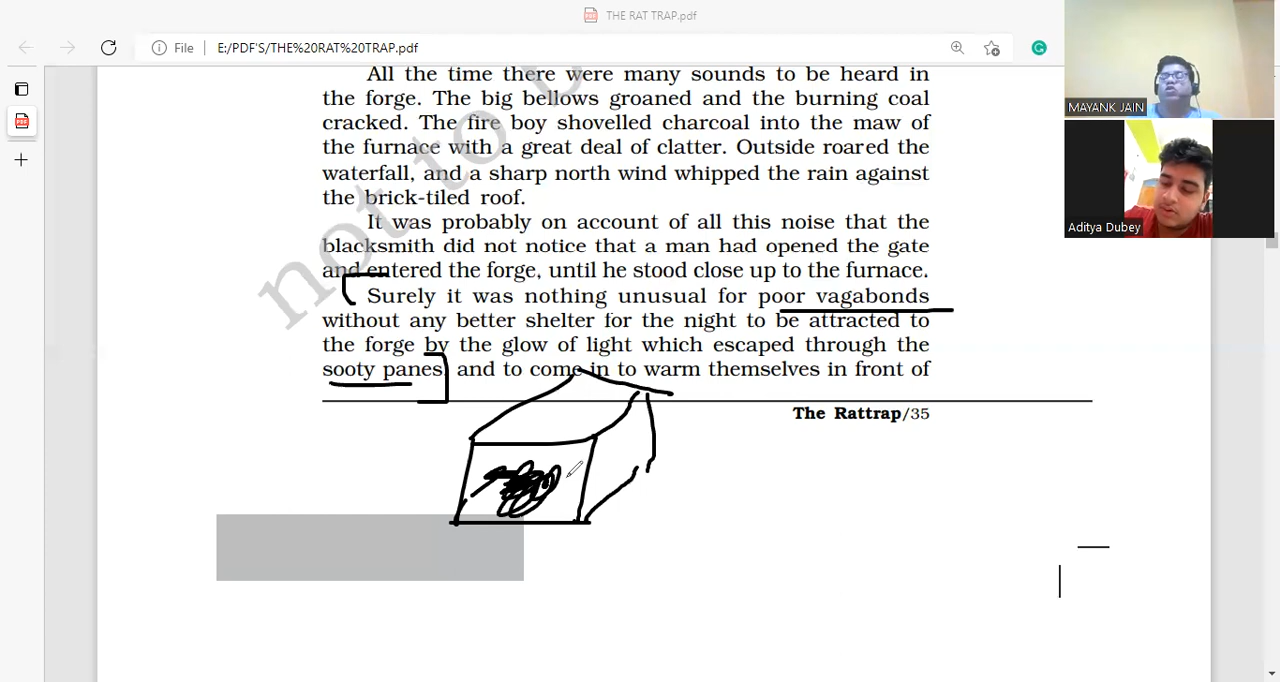 THE RAT TRAP.pdf
File E:/PDF'S/THE%20RAT%20TRAP.pdf
All the time there were many sounds to be heard in
the forge. The big bellows groaned and the burning coal
cracked. The fire boy shovelled charcoal into the maw of
the furnace with a great deal of clatter. Outside roared the
waterfall, and a sharp north wind whipped the rain against
the brick-tiled roof.
It was probably on account of all this noise that the
blacksmith did not notice that a man had opened the gate
and entered the forge, until he stood close up to the furnace.
Surely it was nothing unusual for poor vagabonds
without any better shelter for the night to be attracted to
the forge by the glow of light which escaped through the
sooty panes, and to come in to warm themselves in front of
The Rattrap/35
not to b
MAYANK JAIN
Aditya Dubey